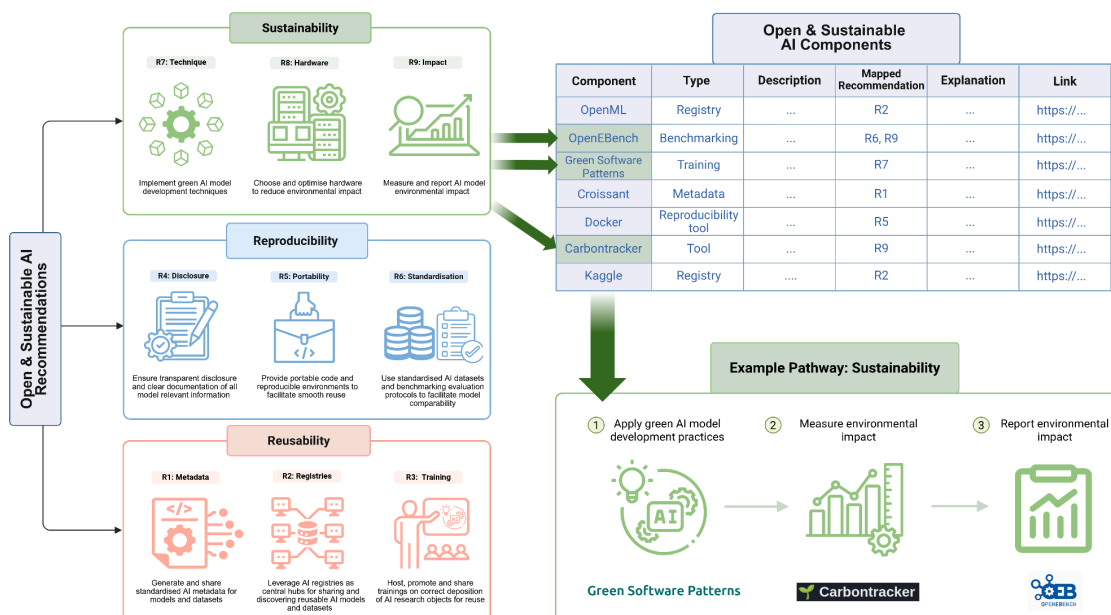 Open & Sustainable AI
Recommendations
Sustainability
R7: Technique
R8: Hardware
R9: Impact
Implement green AI model
development techniques
Choose and optimise hardware
to reduce environmental impact
Measure and report AI model
environmental impact
Reproducibility
R4: Disclosure
R5: Portability
R6: Standardisation
</>
Ensure transparent disclosure
and clear documentation of all
model relevant information
Provide portable code and
reproducible environments to
facilitate smooth reuse
Use standardised AI datasets
and benchmarking evaluation
protocols to facilitate model
comparability
Reusability
R1: Metadata
R2: Registries
R3: Training
</>
AI
Generate and share
standardised AI metadata for
models and datasets
Leverage AI registries as
central hubs for sharing and
discovering reusable AI models
and datasets
Host, promote and share
trainings on correct deposition
of AI research objects for reuse
Open & Sustainable
AI Components
Component Type Description Mapped Recommendation Explanation Link
OpenML Registry ... R2 ... https://...
OpenEBench Benchmarking ... R6, R9 ... https://...
Green Software Patterns Training ... R7 ... https://...
Croissant Metadata ... R1 ... https://...
Docker Reproducibility tool ... R5 ... https://...
Carbontracker Tool ... R9 ... https://...
Kaggle Registry .... R2 ... https://...
Example Pathway: Sustainability
1 Apply green AI model
development practices
2 Measure environmental
impact
3 Report environmental
impact
AI
Green Software Patterns
Carbontracker
OEB
OPENEBENCH